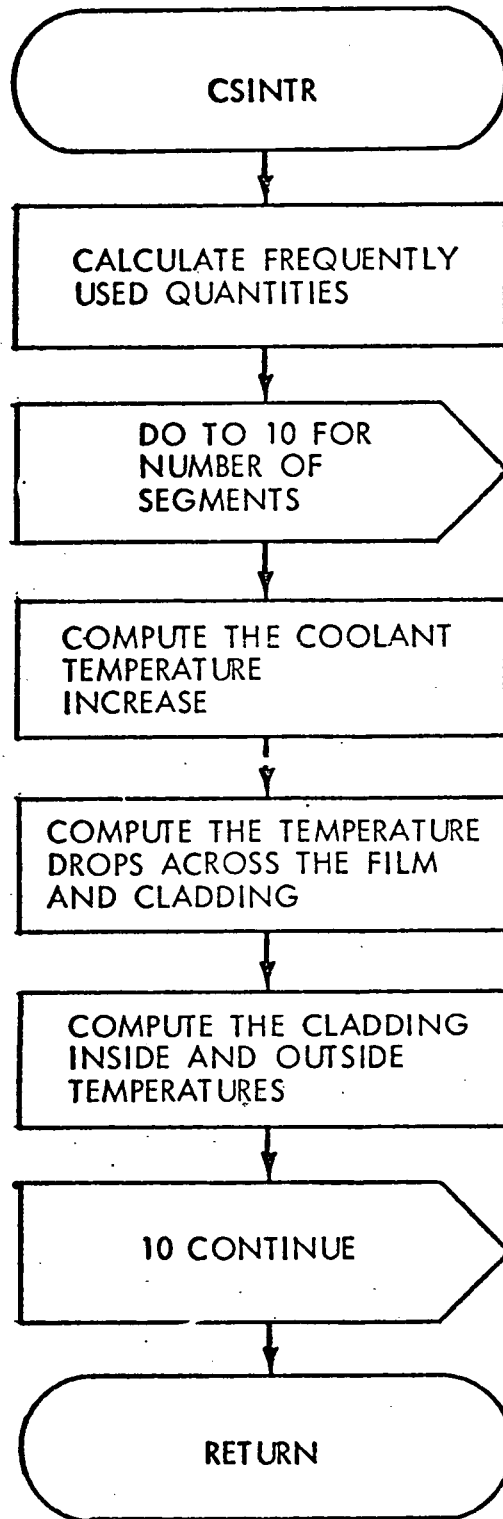 CSINTR
CALCULATE FREQUENTLY
USED QUANTITIES
DO TO 10 FOR
NUMBER OF
SEGMENTS
COMPUTE THE COOLANT
TEMPERATURE
INCREASE
COMPUTE THE TEMPERATURE
DROPS ACROSS THE FILM
AND CLADDING
COMPUTE THE CLADDING
INSIDE AND OUTSIDE
TEMPERATURES
10 CONTINUE
RETURN